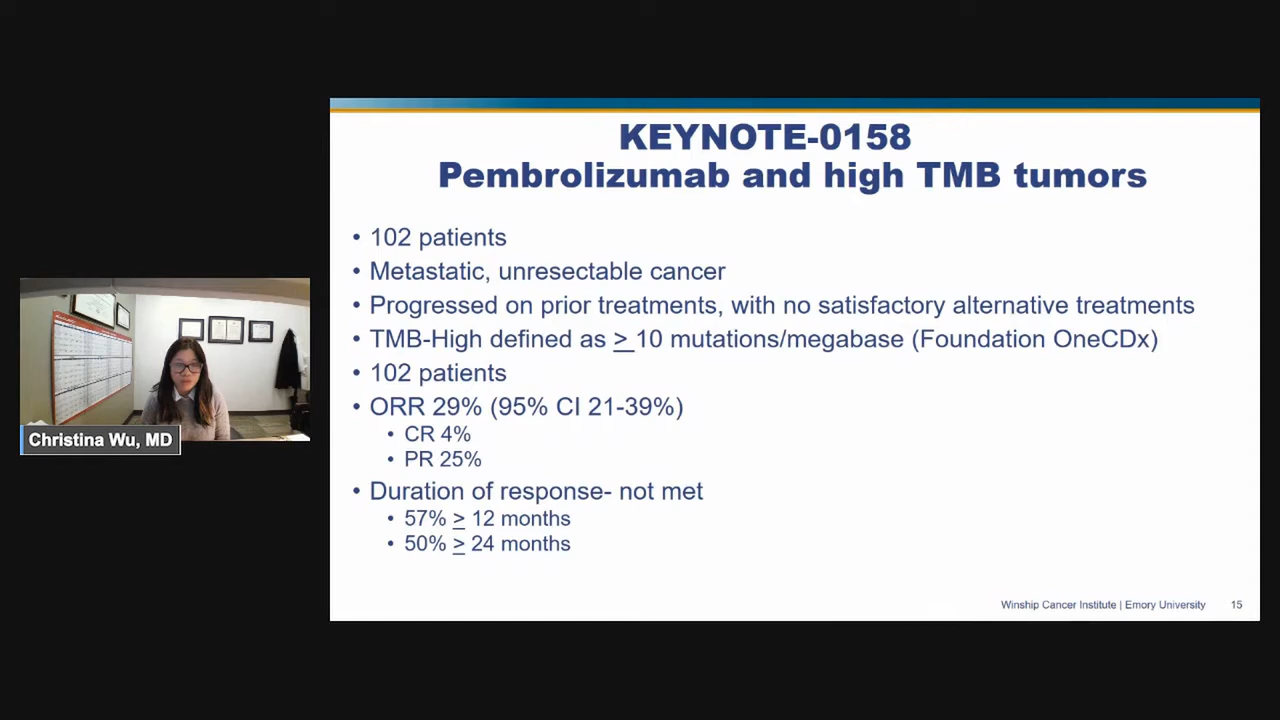 KEYNOTE-0158
Pembrolizumab and high TMB tumors
• 102 patients
• Metastatic, unresectable cancer
• Progressed on prior treatments, with no satisfactory alternative treatments
• TMB-High defined as ≥ 10 mutations/megabase (Foundation OneCDx)
• 102 patients
• ORR 29% (95% CI 21-39%)
• CR 4%
• PR 25%
• Duration of response- not met
• 57% ≥ 12 months
• 50% ≥ 24 months
Winship Cancer Institute | Emory University 15
Christina Wu, MD